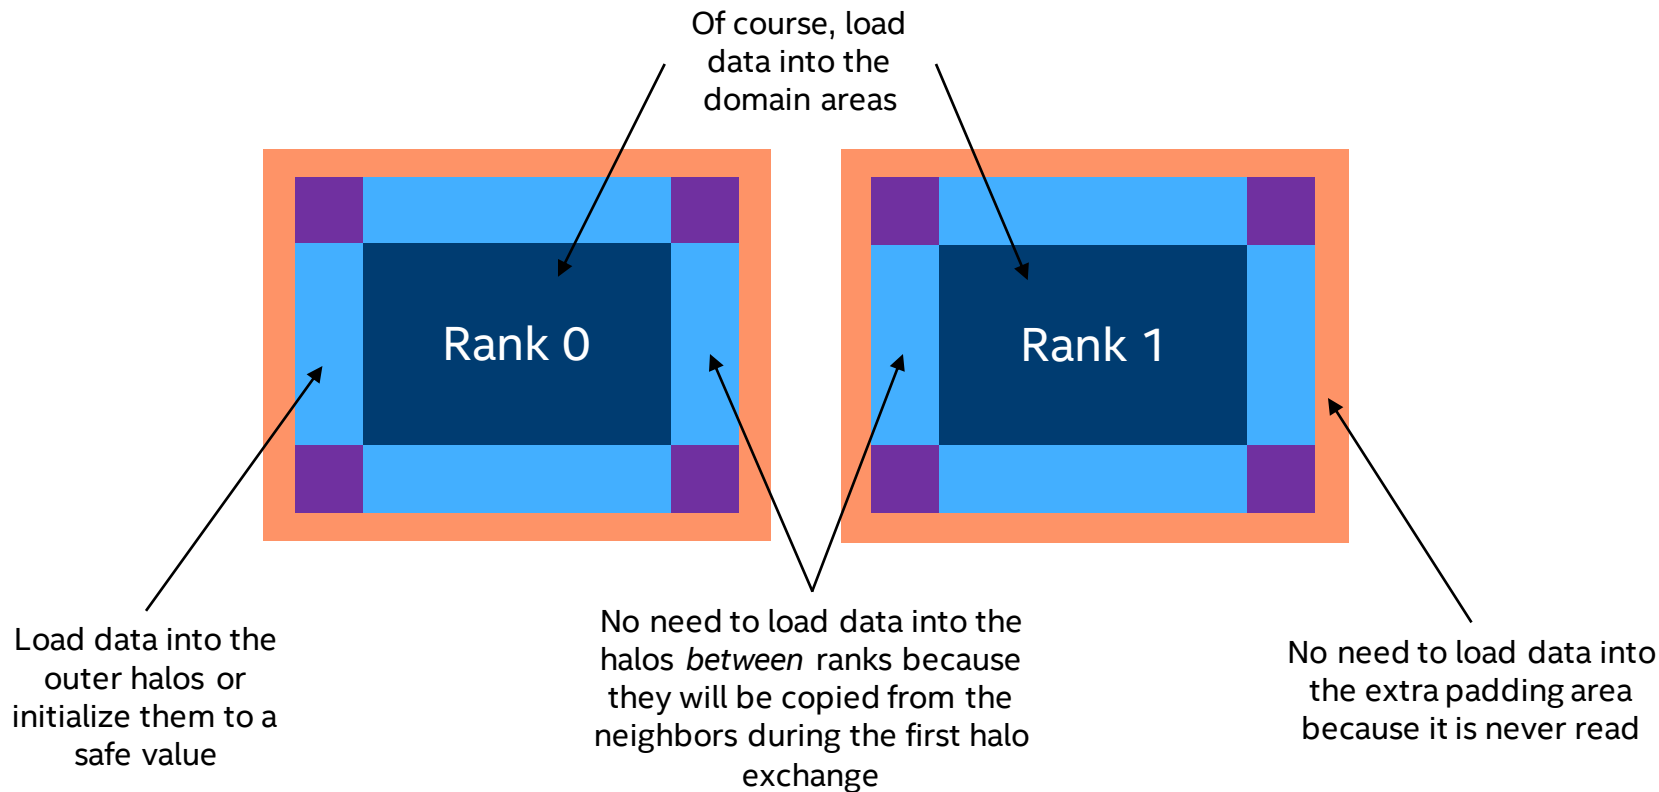 Of course, load
data into the
domain areas
Rank 0
Rank 1
Load data into the
outer halos or
initialize them to a
safe value
No need to load data into the
halos between ranks because
they will be copied from the
neighbors during the first halo
exchange
No need to load data into
the extra padding area
because it is never read